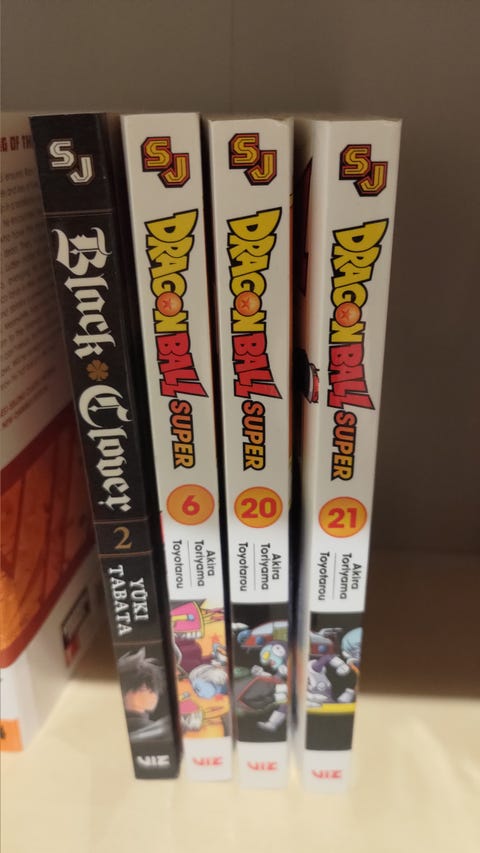 SJ
Black Clover
2
YŪKI
TABATA
VIZ
SJ
DRAGON BALL SUPER
6
Akira
Toriyama
Toyotarou
VIZ
SJ
DRAGON BALL SUPER
20
Akira
Toriyama
Toyotarou
VIZ
SJ
DRAGON BALL SUPER
21
Akira
Toriyama
Toyotarou
VIZ